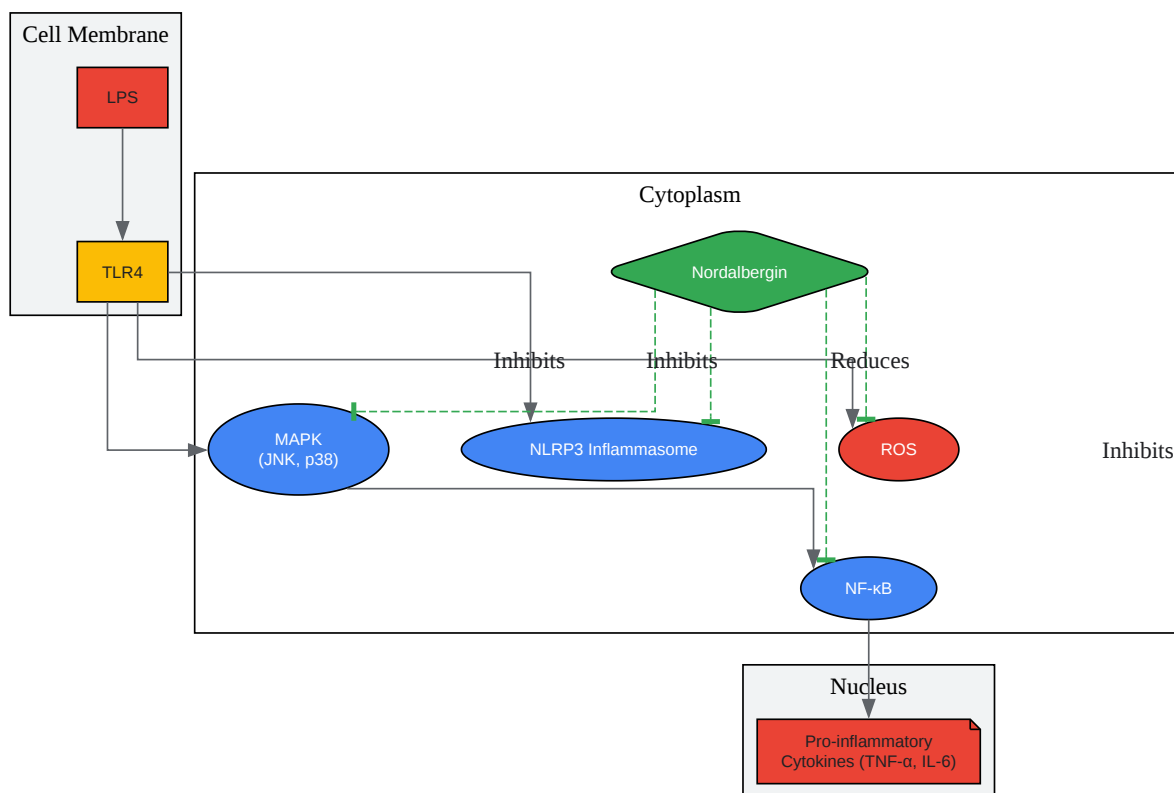 Cell Membrane
LPS
Cytoplasm
TLR4
Nordalbergin
Inhibits
Inhibits
Reduces
MAPK
(JNK, p38)
NLRP3 Inflammasome
ROS
Inhibits
NF-κB
Nucleus
Pro-inflammatory
Cytokines (TNF-α, IL-6)